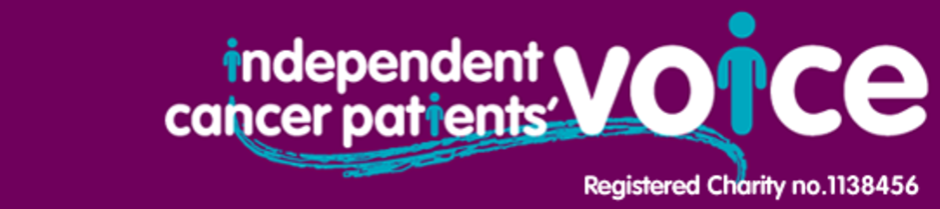 independent
cancer patients' voice
Registered Charity no.1138456